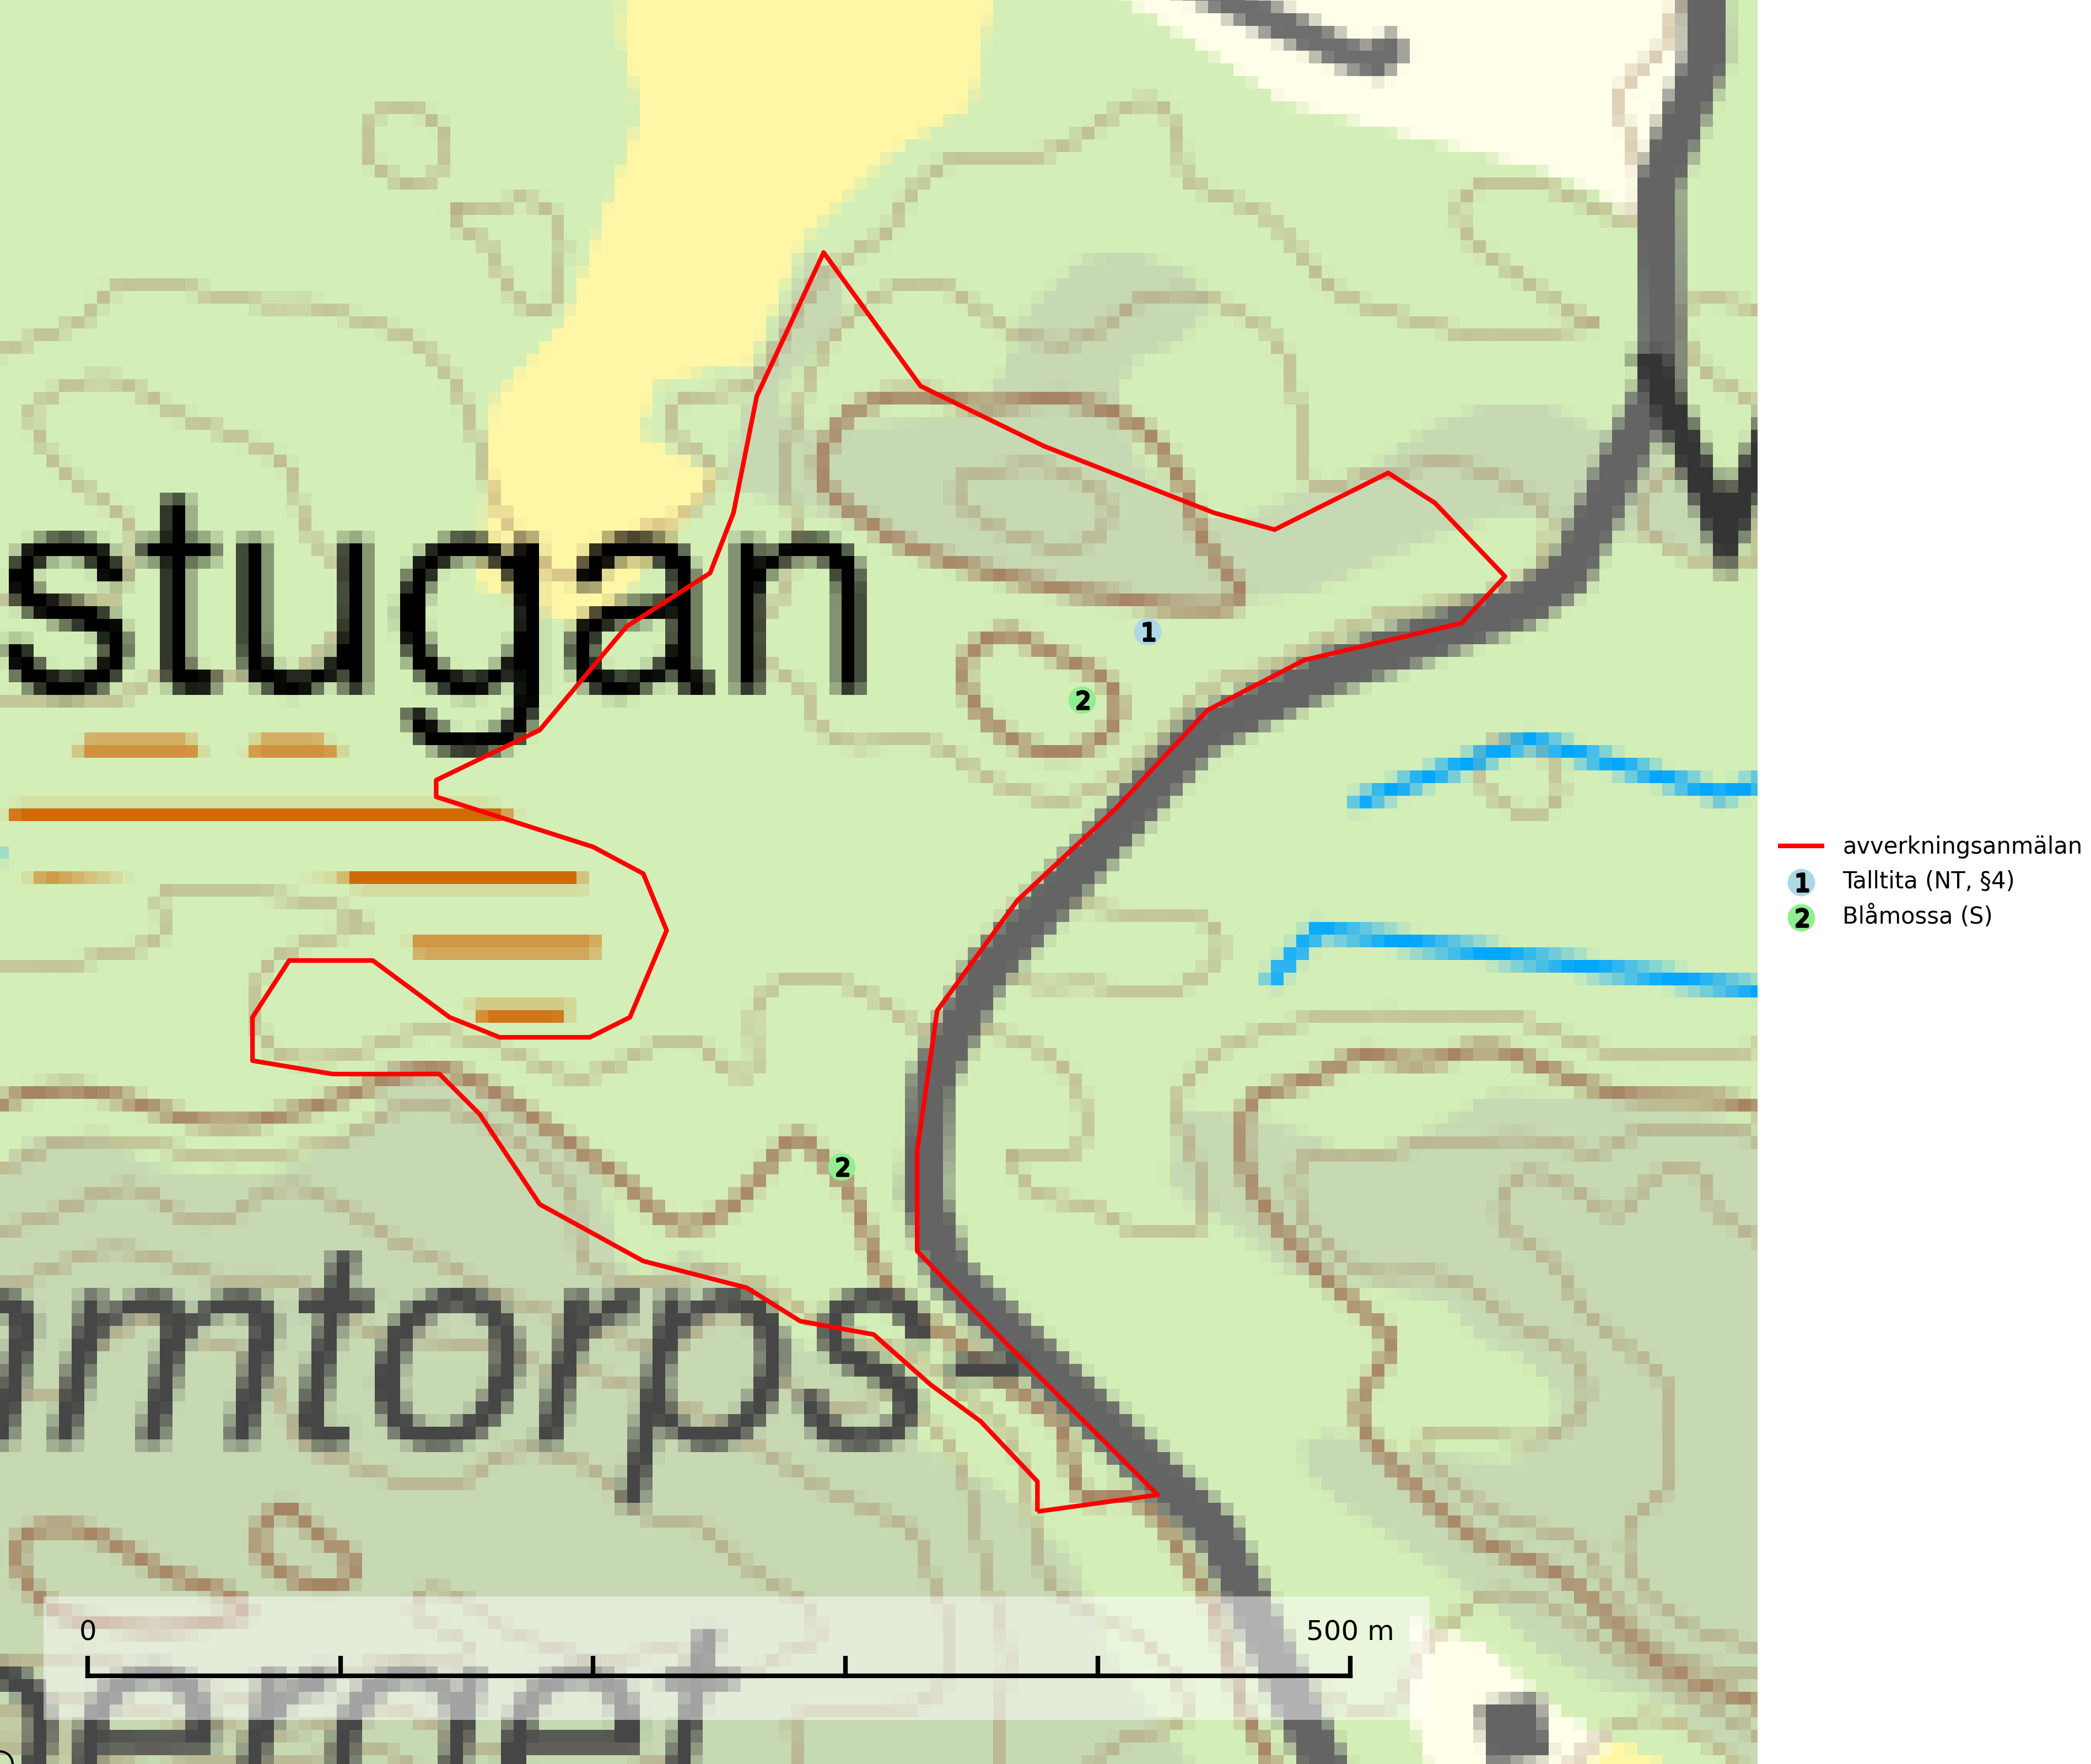 stugan
1
2
2
mtorps-
0
500 m
avverkningsanmälan
1 Talltita (NT, §4)
2 Blåmossa (S)